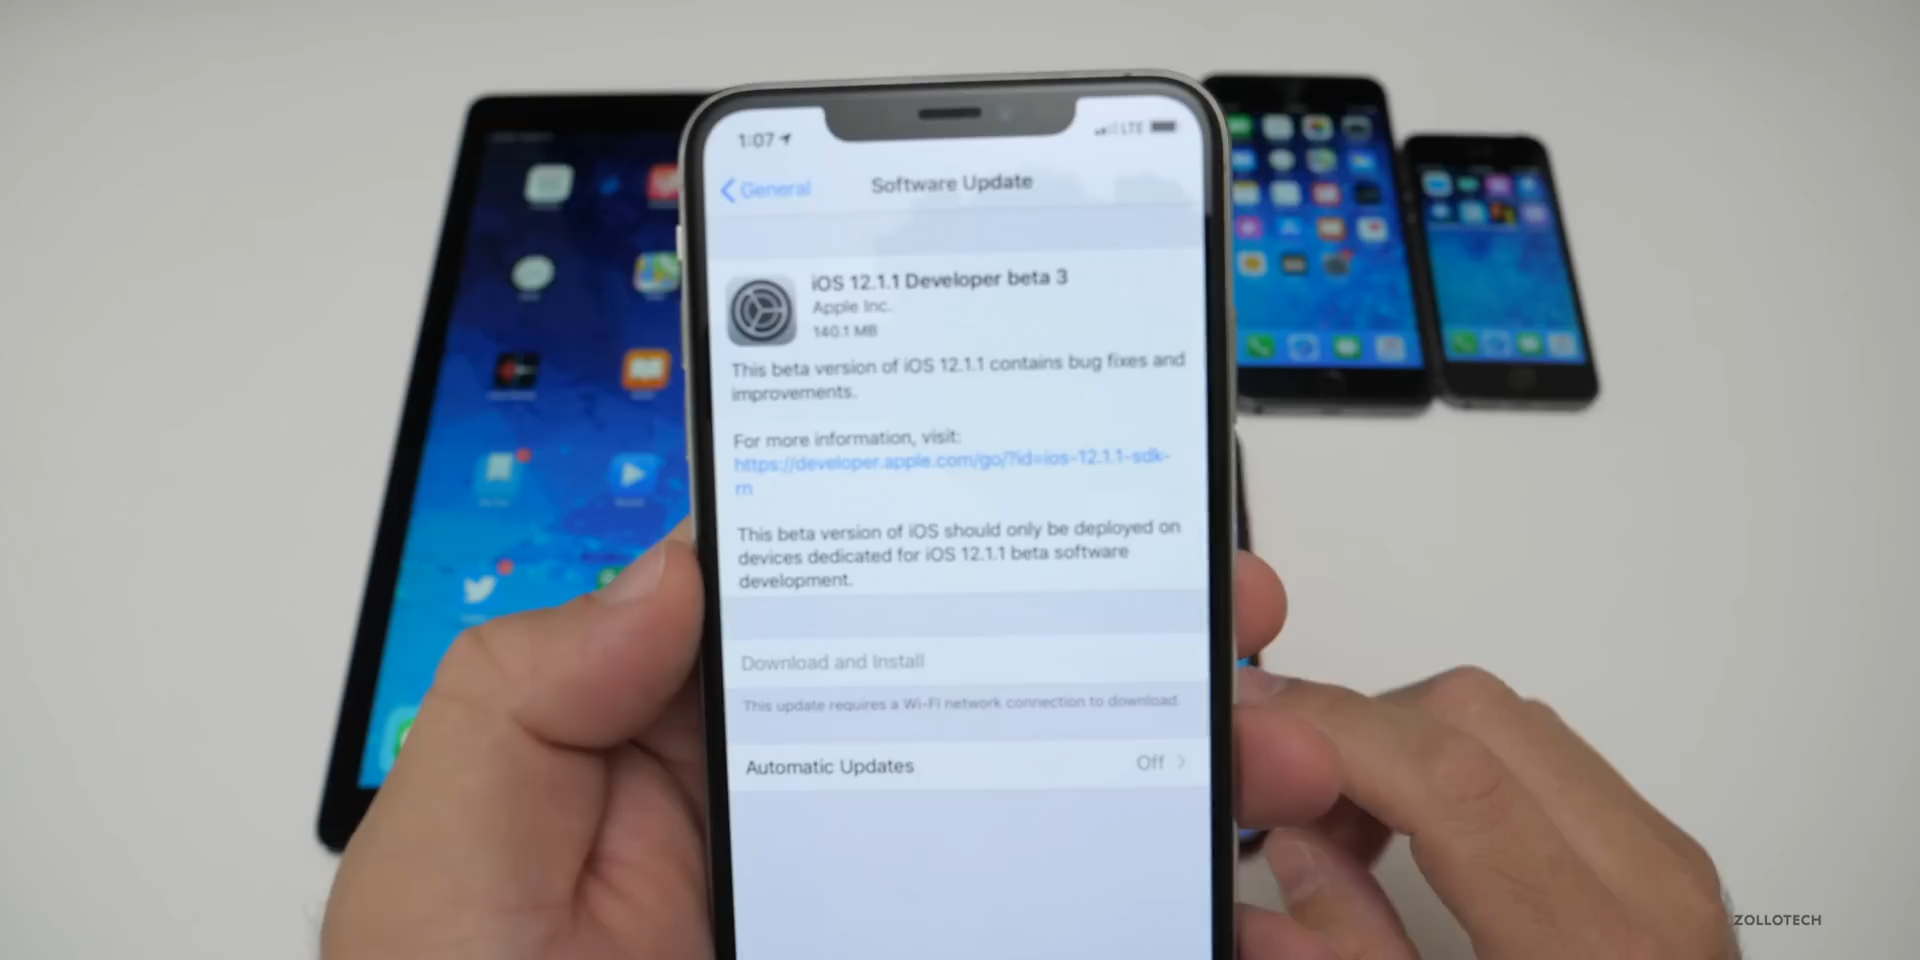 1:07
LTE
General
Software Update
iOS 12.1.1 Developer beta 3
Apple Inc.
140.1 MB
This beta version of iOS 12.1.1 contains bug fixes and
improvements.
For more information, visit:
https://developer.apple.com/go/?id=ios-12.1.1-sdk-
rn
This beta version of iOS should only be deployed on
devices dedicated for iOS 12.1.1 beta software
development.
Download and Install
This update requires a Wi-Fi network connection to download.
Automatic Updates Off
ZOLLOTECH